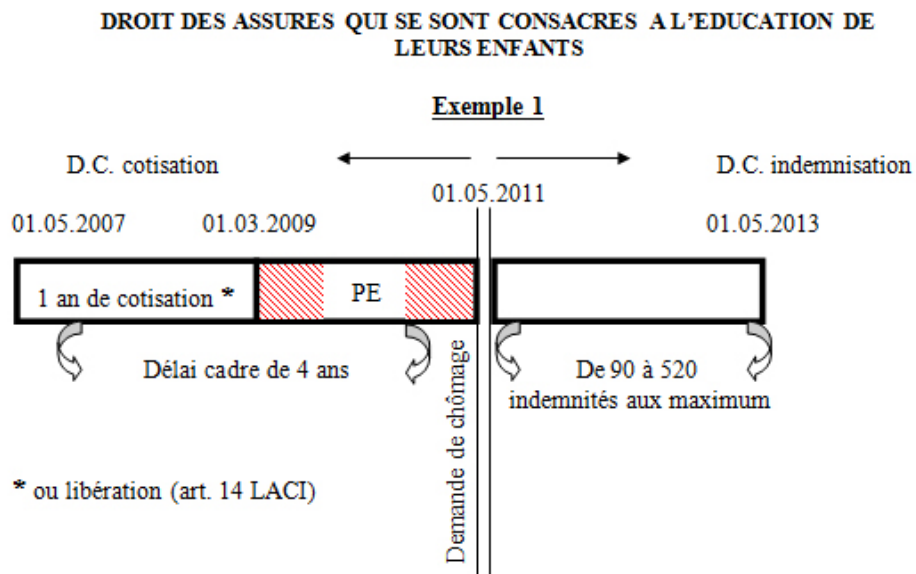 DROIT DES ASSURES QUI SE SONT CONSACRES A L'EDUCATION DE
LEURS ENFANTS
Exemple 1
D.C. cotisation
D.C. indemnisation
01.05.2011
01.05.2007
01.03.2009
01.05.2013
1 an de cotisation *
PE
Délai cadre de 4 ans
De 90 à 520
indemnités aux maximum
Demande de chômage
* ou libération (art. 14 LACI)